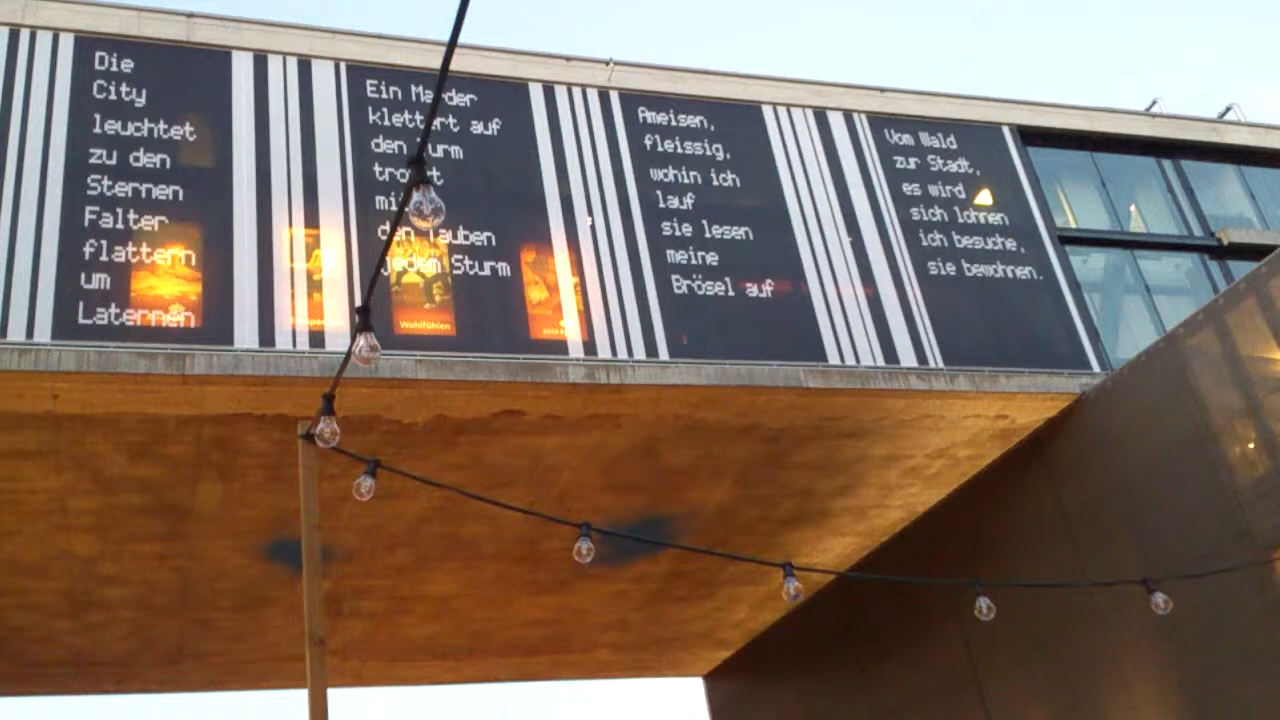 Die
City
leuchtet
zu den
Sternen
Falter
flattern
um
Laternen
Ein Marder
klettert auf
den Turm
trotzt
mit
den Tauben
jedem Sturm
Ameisen,
fleissig,
wohin ich
lauf
sie lesen
meine
Brösel auf
Vom Wald
zur Stadt,
es wird
sich lohnen
ich besuche,
sie bewohnen.
Wohlfühlen